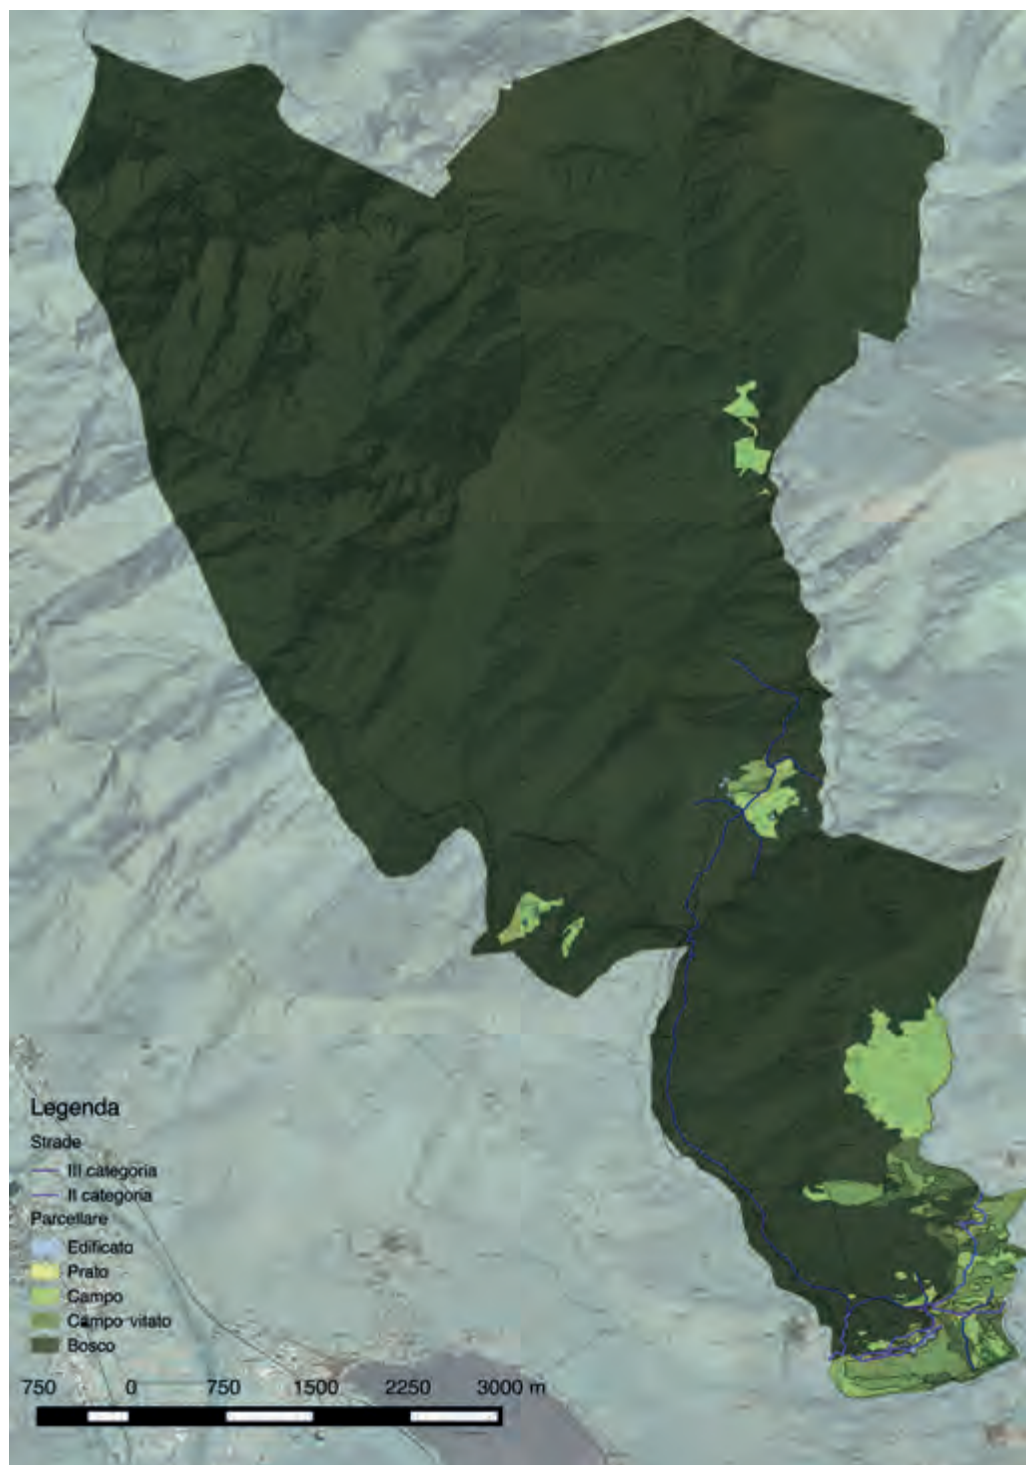 Legenda
Strade
III categoria
II categoria
Parcellare
Edificato
Prato
Campo
Campo vitato
Bosco
750 0 750 1500 2250 3000 m